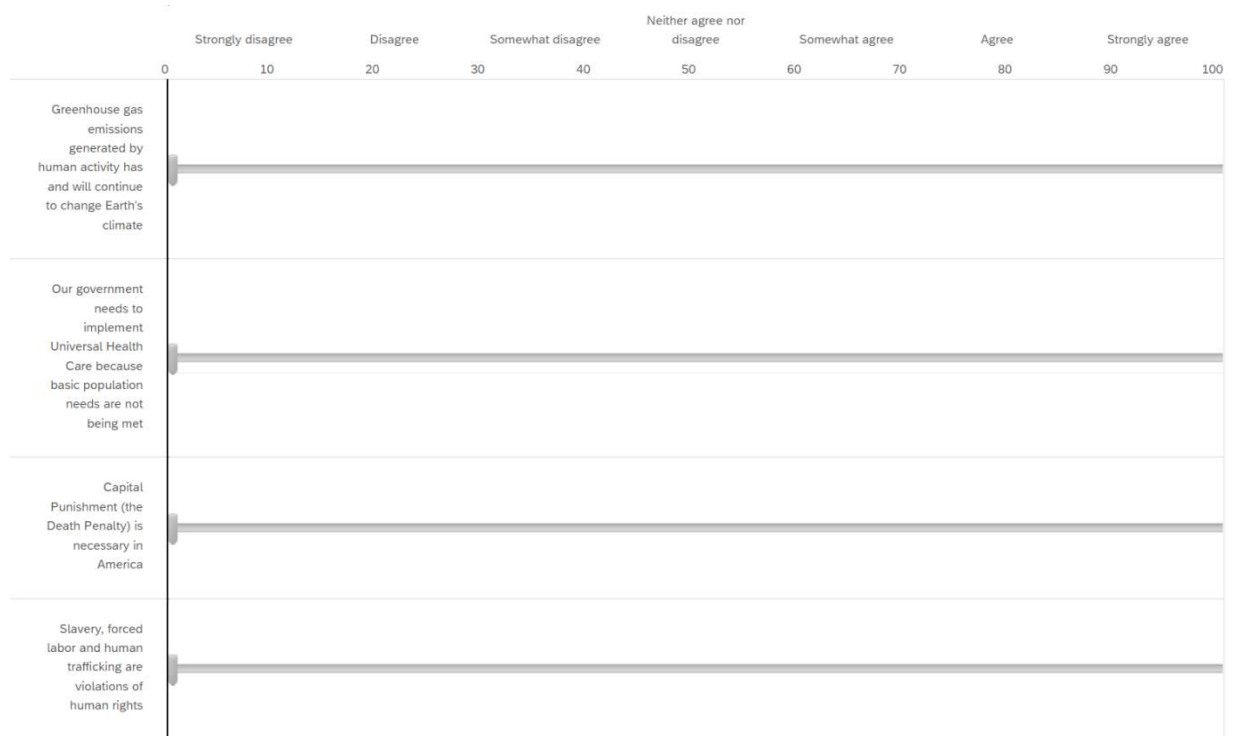 Strongly disagree Disagree Somewhat disagree Neither agree nor disagree Somewhat agree Agree Strongly agree
0 10 20 30 40 50 60 70 80 90 100
Greenhouse gas
emissions
generated by
human activity has
and will continue
to change Earth's
climate
Our government
needs to
implement
Universal Health
Care because
basic population
needs are not
being met
Capital
Punishment (the
Death Penalty) is
necessary in
America
Slavery, forced
labor and human
trafficking are
violations of
human rights